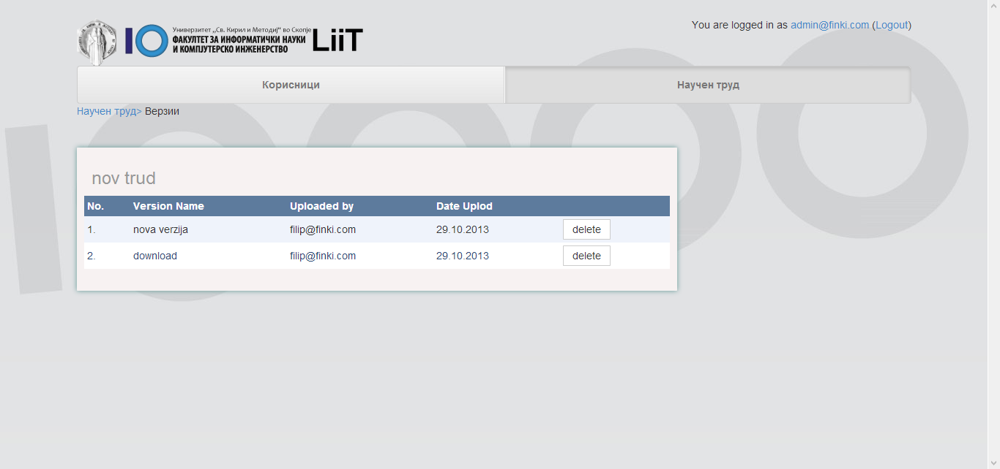 Универзитет ,,Св. Кирил и Методиј“ во Скопје
ФАКУЛТЕТ ЗА ИНФОРМАТИЧКИ НАУКИ
И КОМПЈУТЕРСКО ИНЖЕНЕРСТВО
LiiT
You are logged in as admin@finki.com (Logout)
Корисници Научен труд
Научен труд> Верзии
nov trud
No. Version Name Uploaded by Date Uplod
1. nova verzija filip@finki.com 29.10.2013 delete
2. download filip@finki.com 29.10.2013 delete